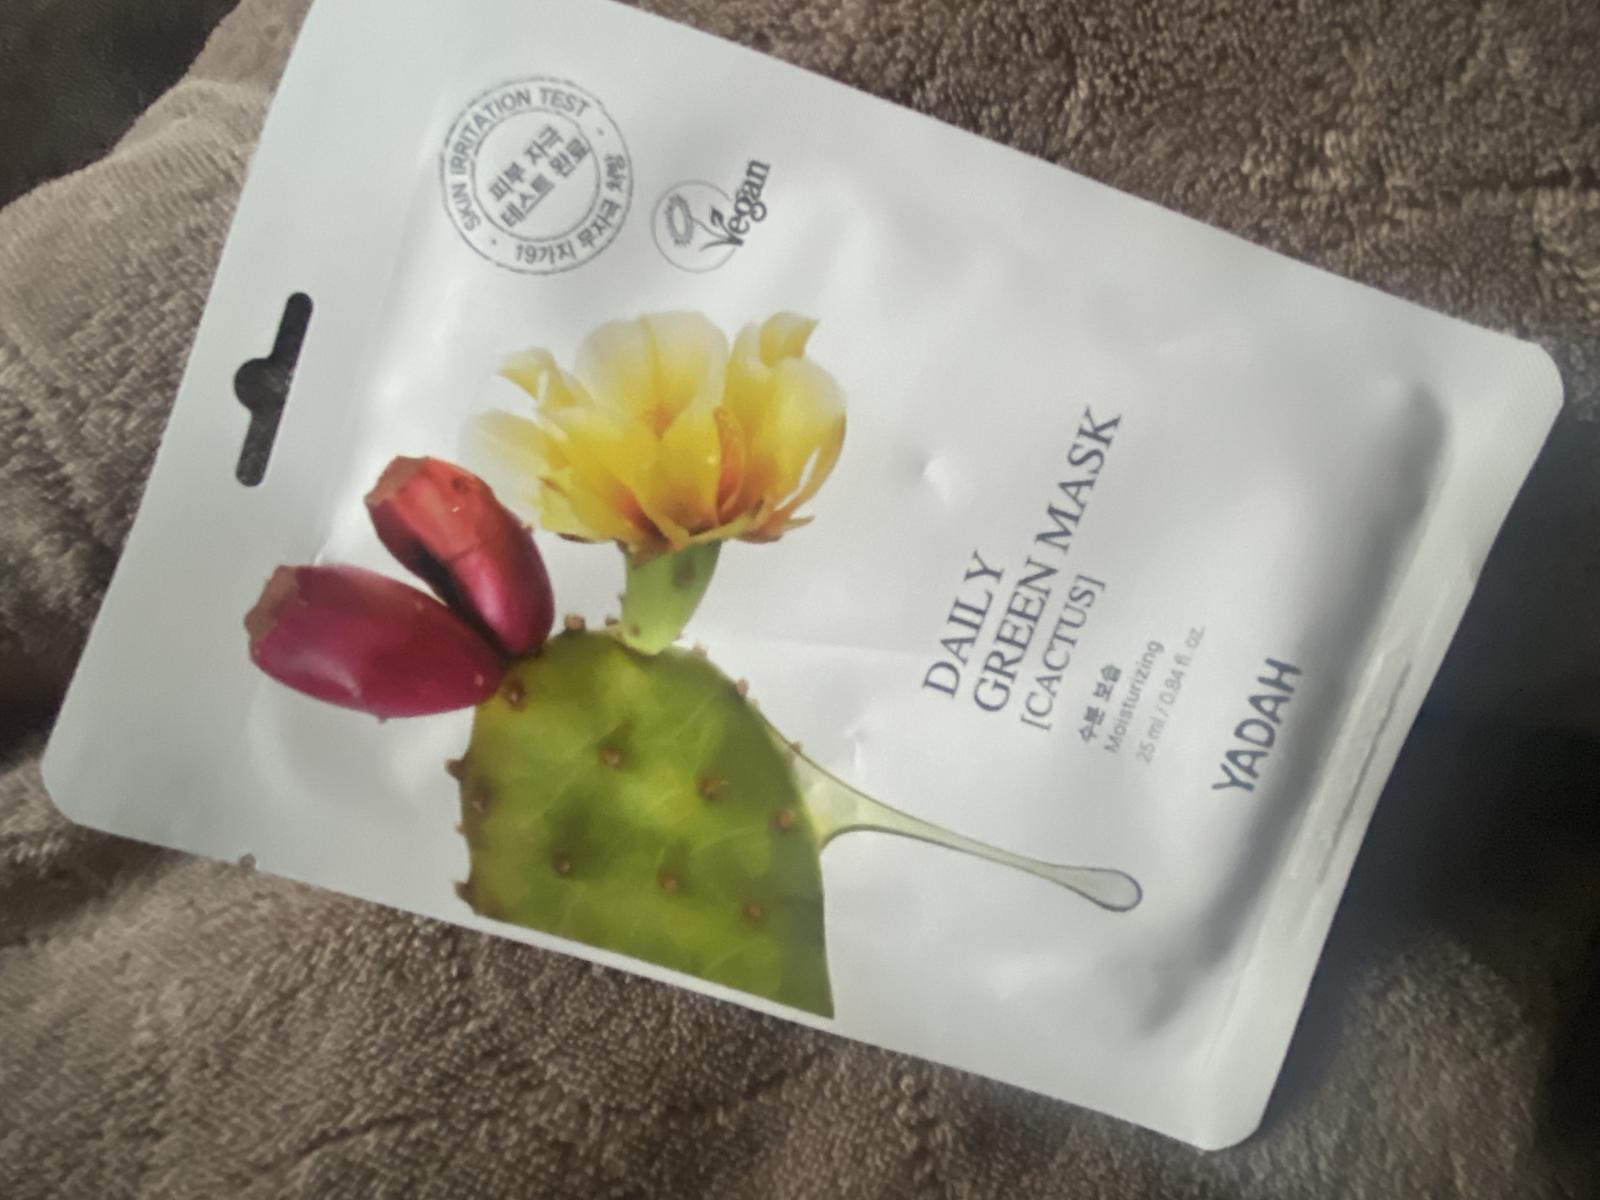 SKIN IRRITATION TEST
피부 자극
테스트 완료
19가지 무자극 처방
Vegan
DAILY
GREEN MASK
[CACTUS]
수분 보습
Moisturizing
25 ml / 0.84 fl. oz.
YADAH